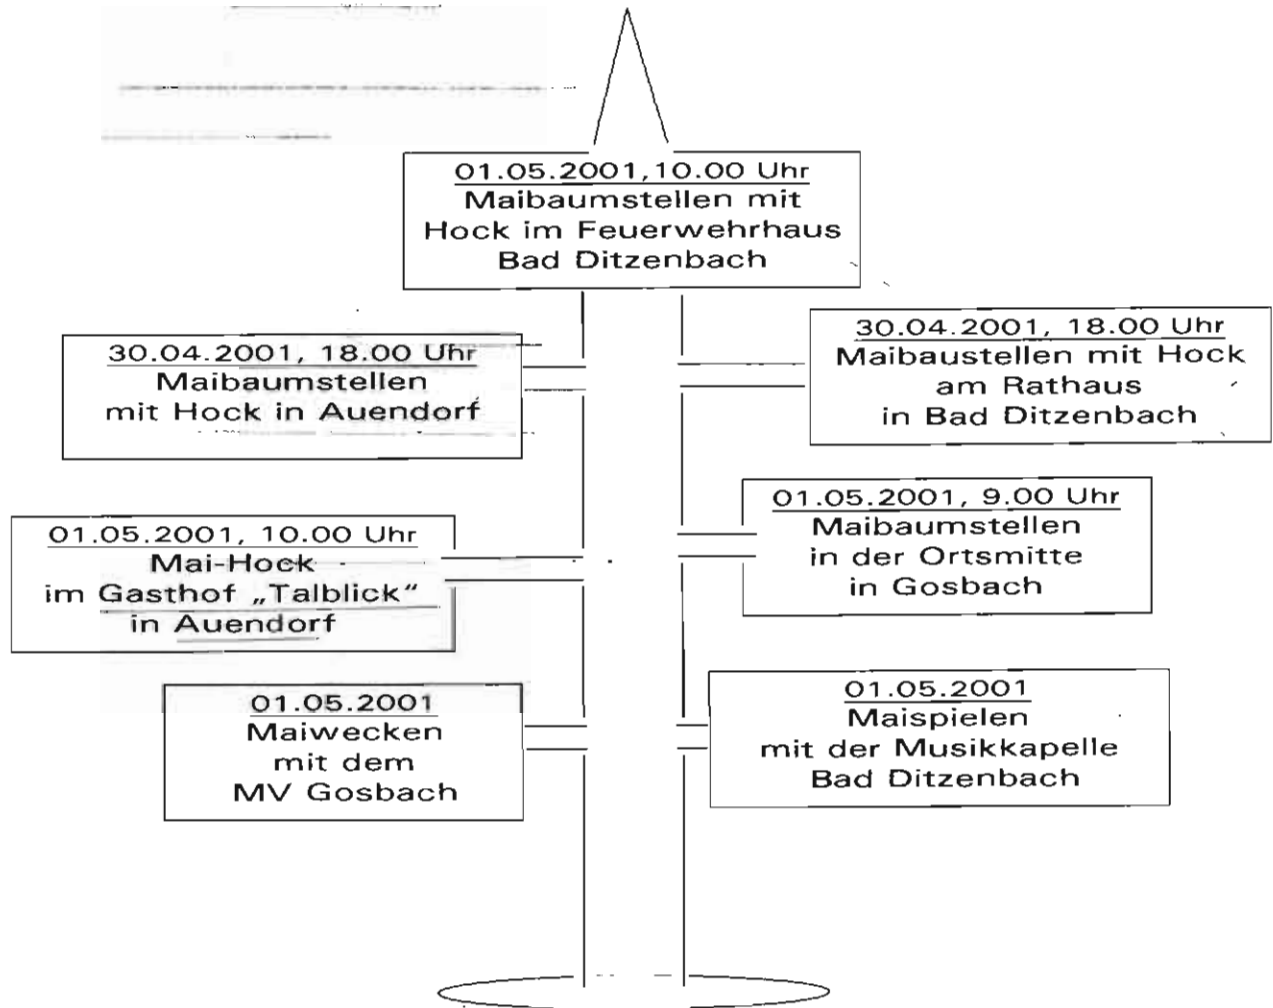 01.05.2001,10.00 Uhr
Maibaumstellen mit
Hock im Feuerwehrhaus
Bad Ditzenbach
30.04.2001, 18.00 Uhr
Maibaumstellen
mit Hock in Auendorf
30.04.2001, 18.00 Uhr
Maibaustellen mit Hock
am Rathaus
in Bad Ditzenbach
01.05.2001, 10.00 Uhr
Mai-Hock
im Gasthof „Talblick“
in Auendorf
01.05.2001, 9.00 Uhr
Maibaumstellen
in der Ortsmitte
in Gosbach
01.05.2001
Maiwecken
mit dem
MV Gosbach
01.05.2001
Maispielen
mit der Musikkapelle
Bad Ditzenbach